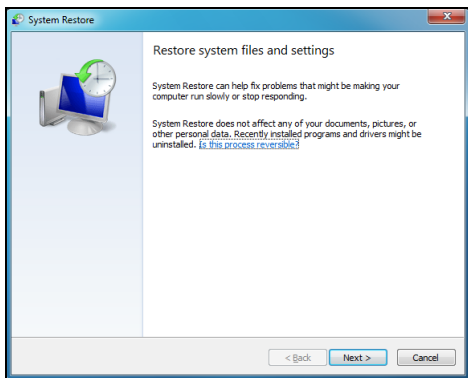 System Restore
Restore system files and settings
System Restore can help fix problems that might be making your
computer run slowly or stop responding.
System Restore does not affect any of your documents, pictures, or
other personal data. Recently installed programs and drivers might be
uninstalled. Is this process reversible?
< Back Next > Cancel